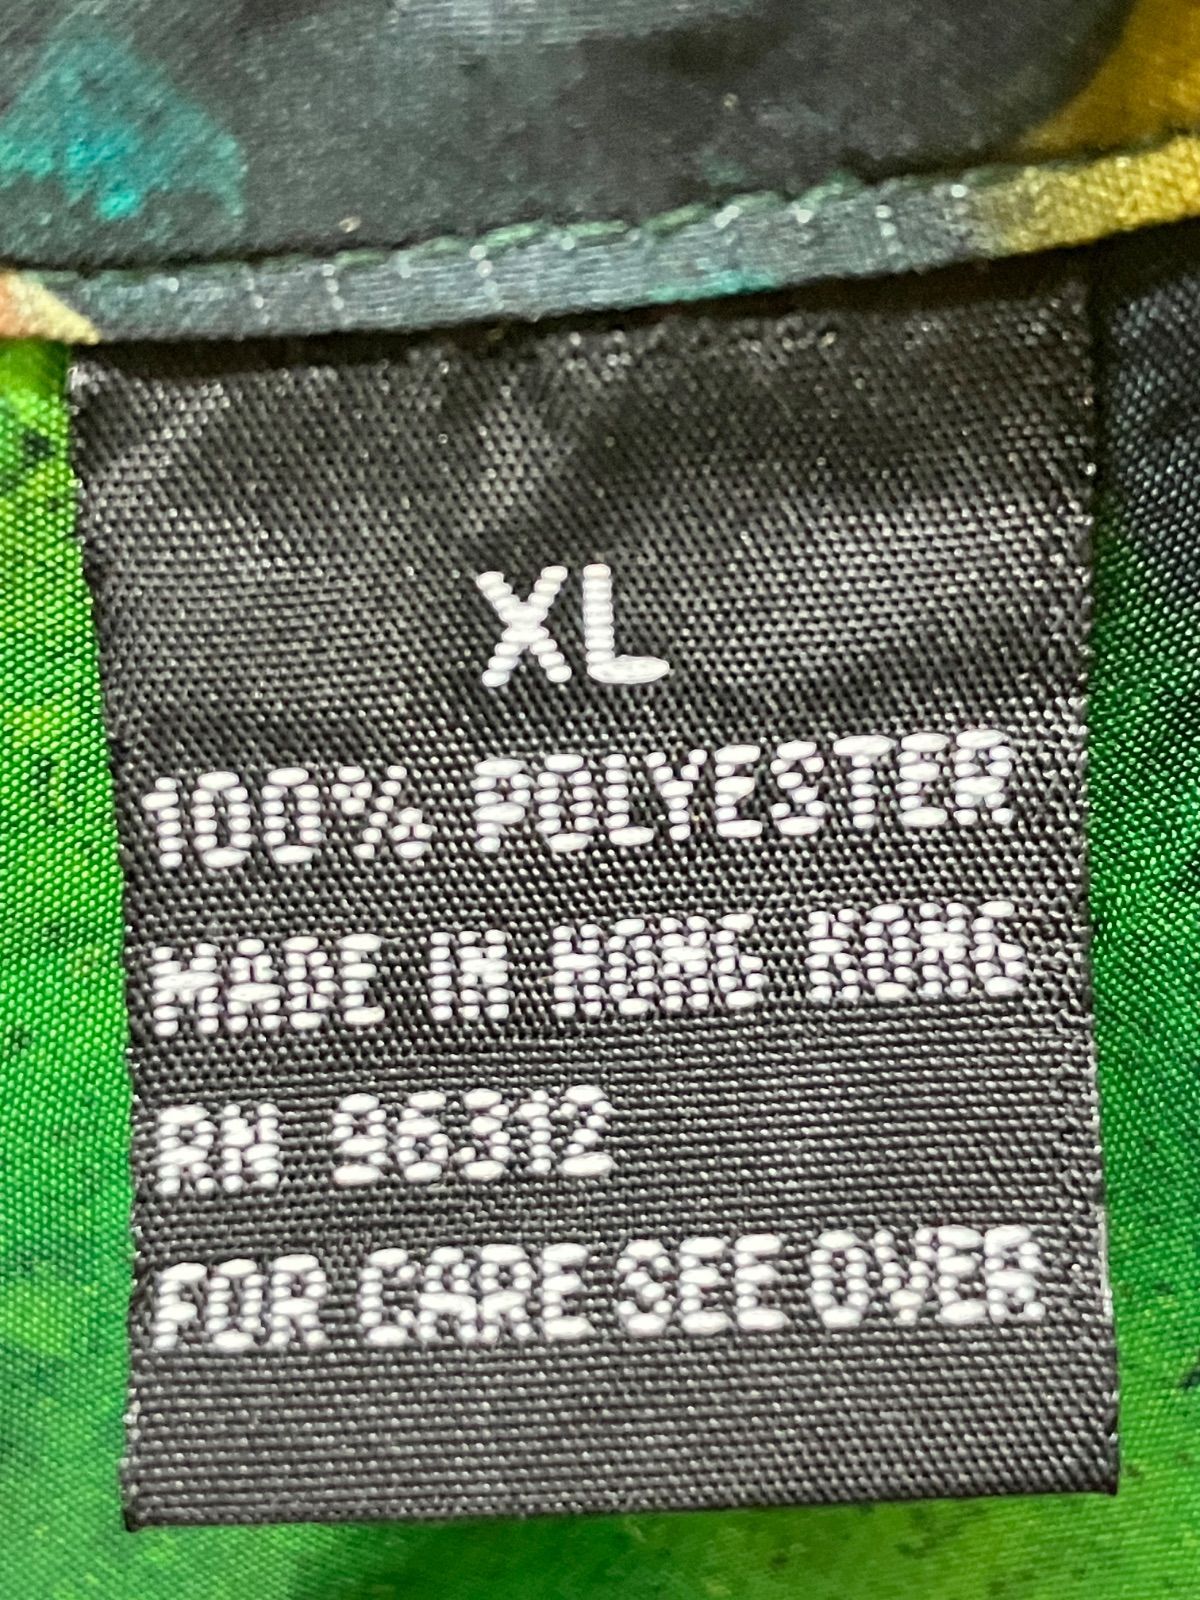 XL
100% POLYESTER
MADE IN HONG KONG
RN 96312
FOR CARE SEE OVER